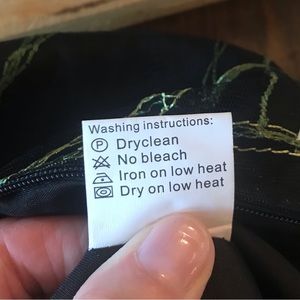 Washing instructions:
Ⓟ Dryclean
No bleach
Iron on low heat
Dry on low heat